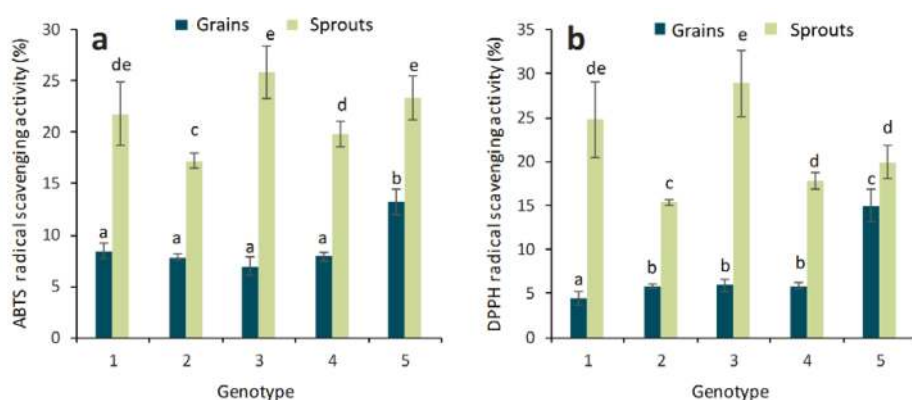 a
Grains Sprouts
ABTS radical scavenging activity (%)
30
25
20
15
10
5
0
de
c
e
d
e
a
a
a
a
b
1 2 3 4 5
Genotype
b
Grains Sprouts
DPPH radical scavenging activity (%)
35
30
25
20
15
10
5
0
de
c
e
d
d
a
b
b
b
c
1 2 3 4 5
Genotype